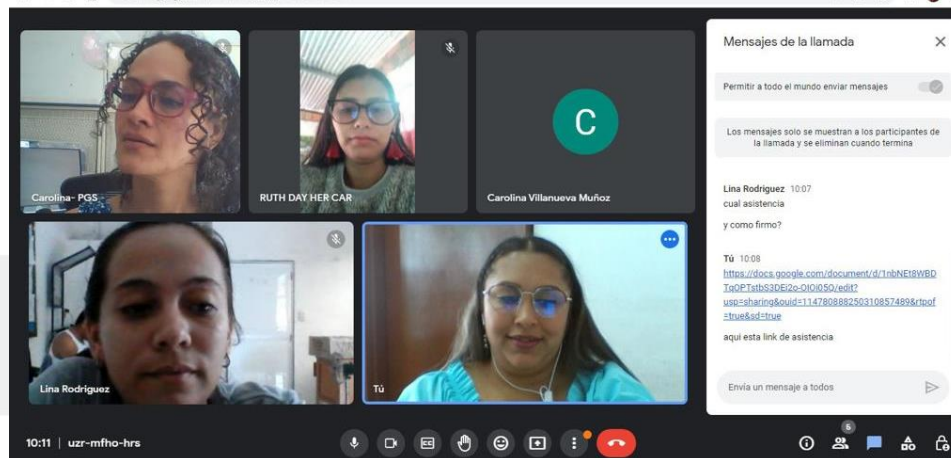 Carolina- PGS
RUTH DAY HER CAR
C
Carolina Villanueva Muñoz
Lina Rodriguez
Tú
Mensajes de la llamada
Permitir a todo el mundo enviar mensajes
Los mensajes solo se muestran a los participantes de
la llamada y se eliminan cuando termina
Lina Rodriguez 10:07
cual asistencia
y como firmo?
Tú 10:08
https://docs.google.com/document/d/1nbNEt8WBD
TqOPTstbS3DEi2o-OIOi05Q/edit?
usp=sharing&ouid=114780888250310857489&rtpof
=true&sd=true
aqui esta link de asistencia
Envía un mensaje a todos
10:11 | uzr-mfho-hrs
CC